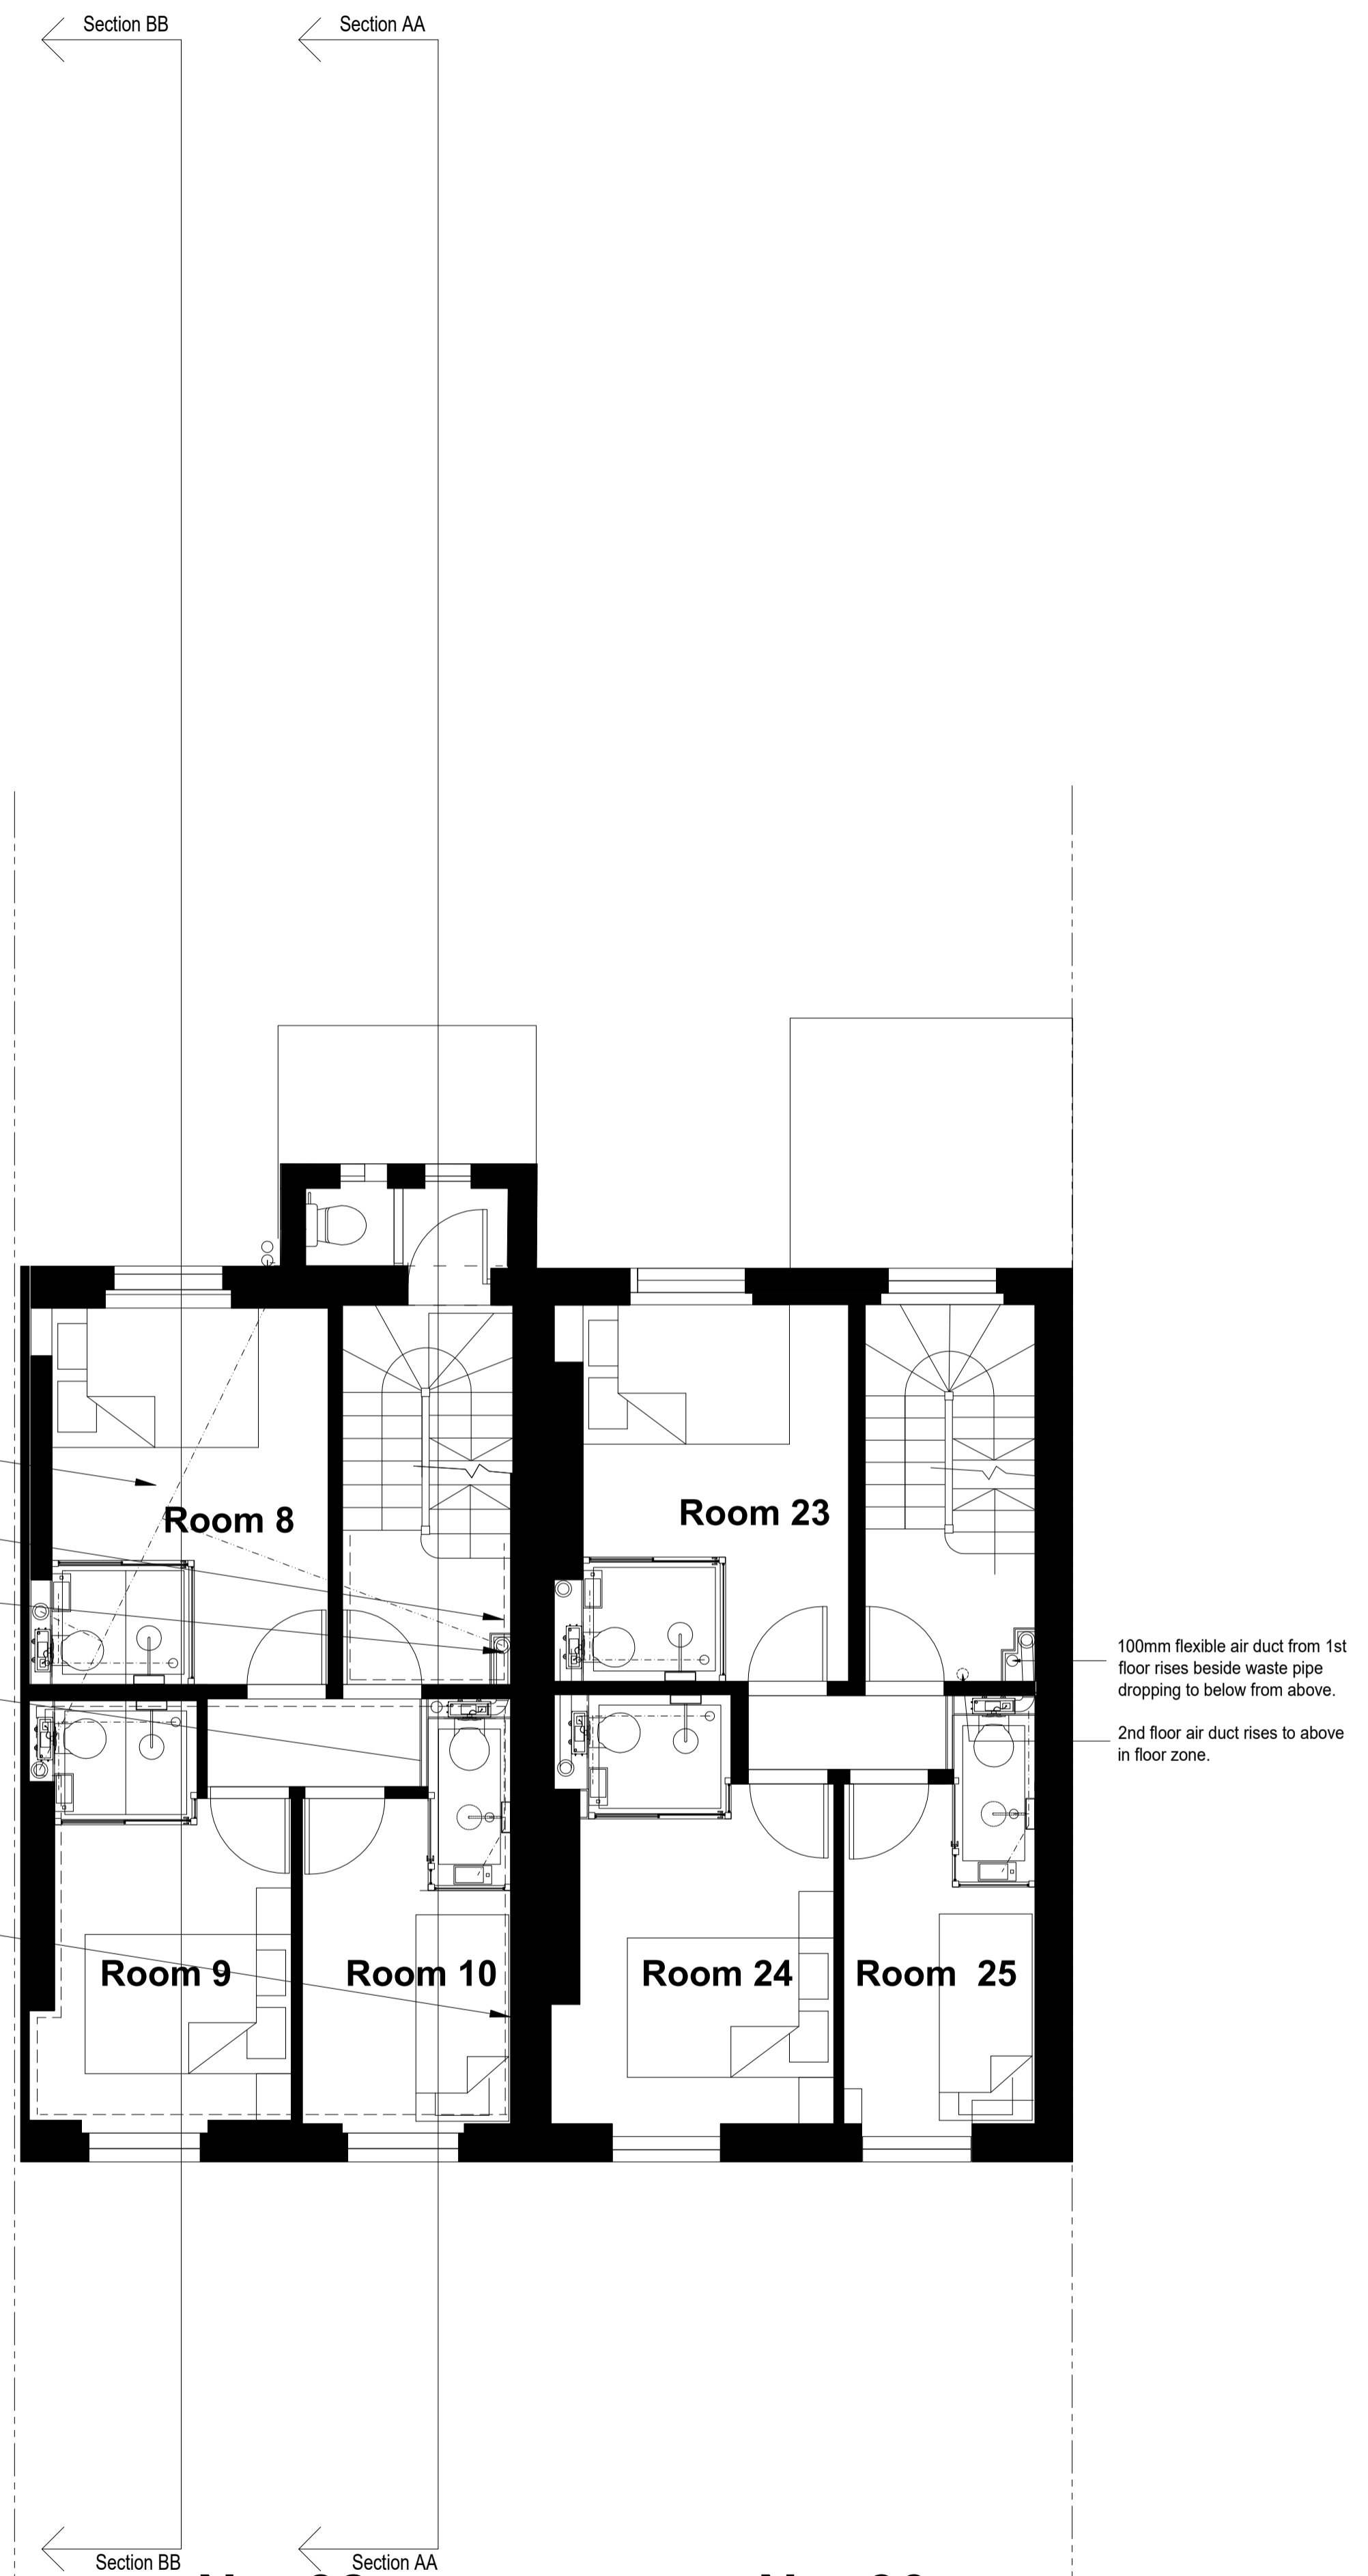 Section BB
Section AA
Room 8
Room 23
100mm flexible air duct from 1st
floor rises beside waste pipe
dropping to below from above.
2nd floor air duct rises to above
in floor zone.
Room 9
Room 10
Room 24
Room 25
Section BB
Section AA